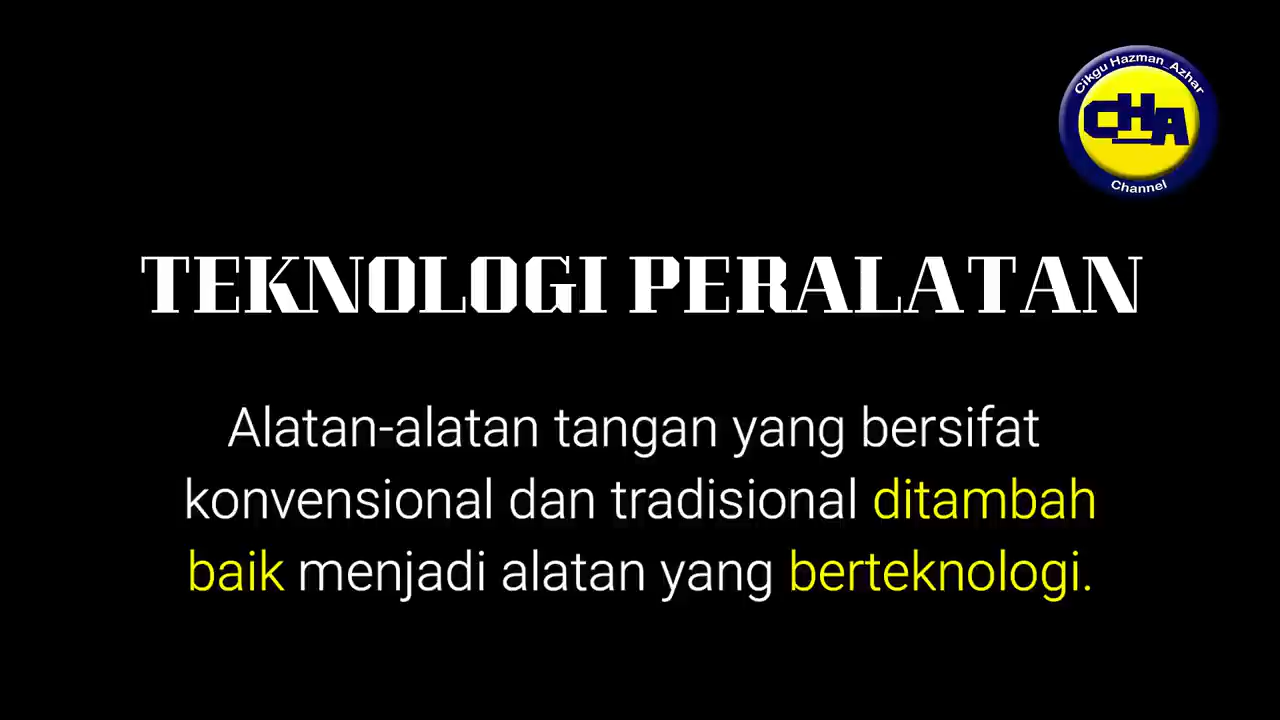 Cikgu Hazman_Azhar
CHA
Channel
TEKNOLOGI PERALATAN
Alatan-alatan tangan yang bersifat
konvensional dan tradisional ditambah
baik menjadi alatan yang berteknologi.